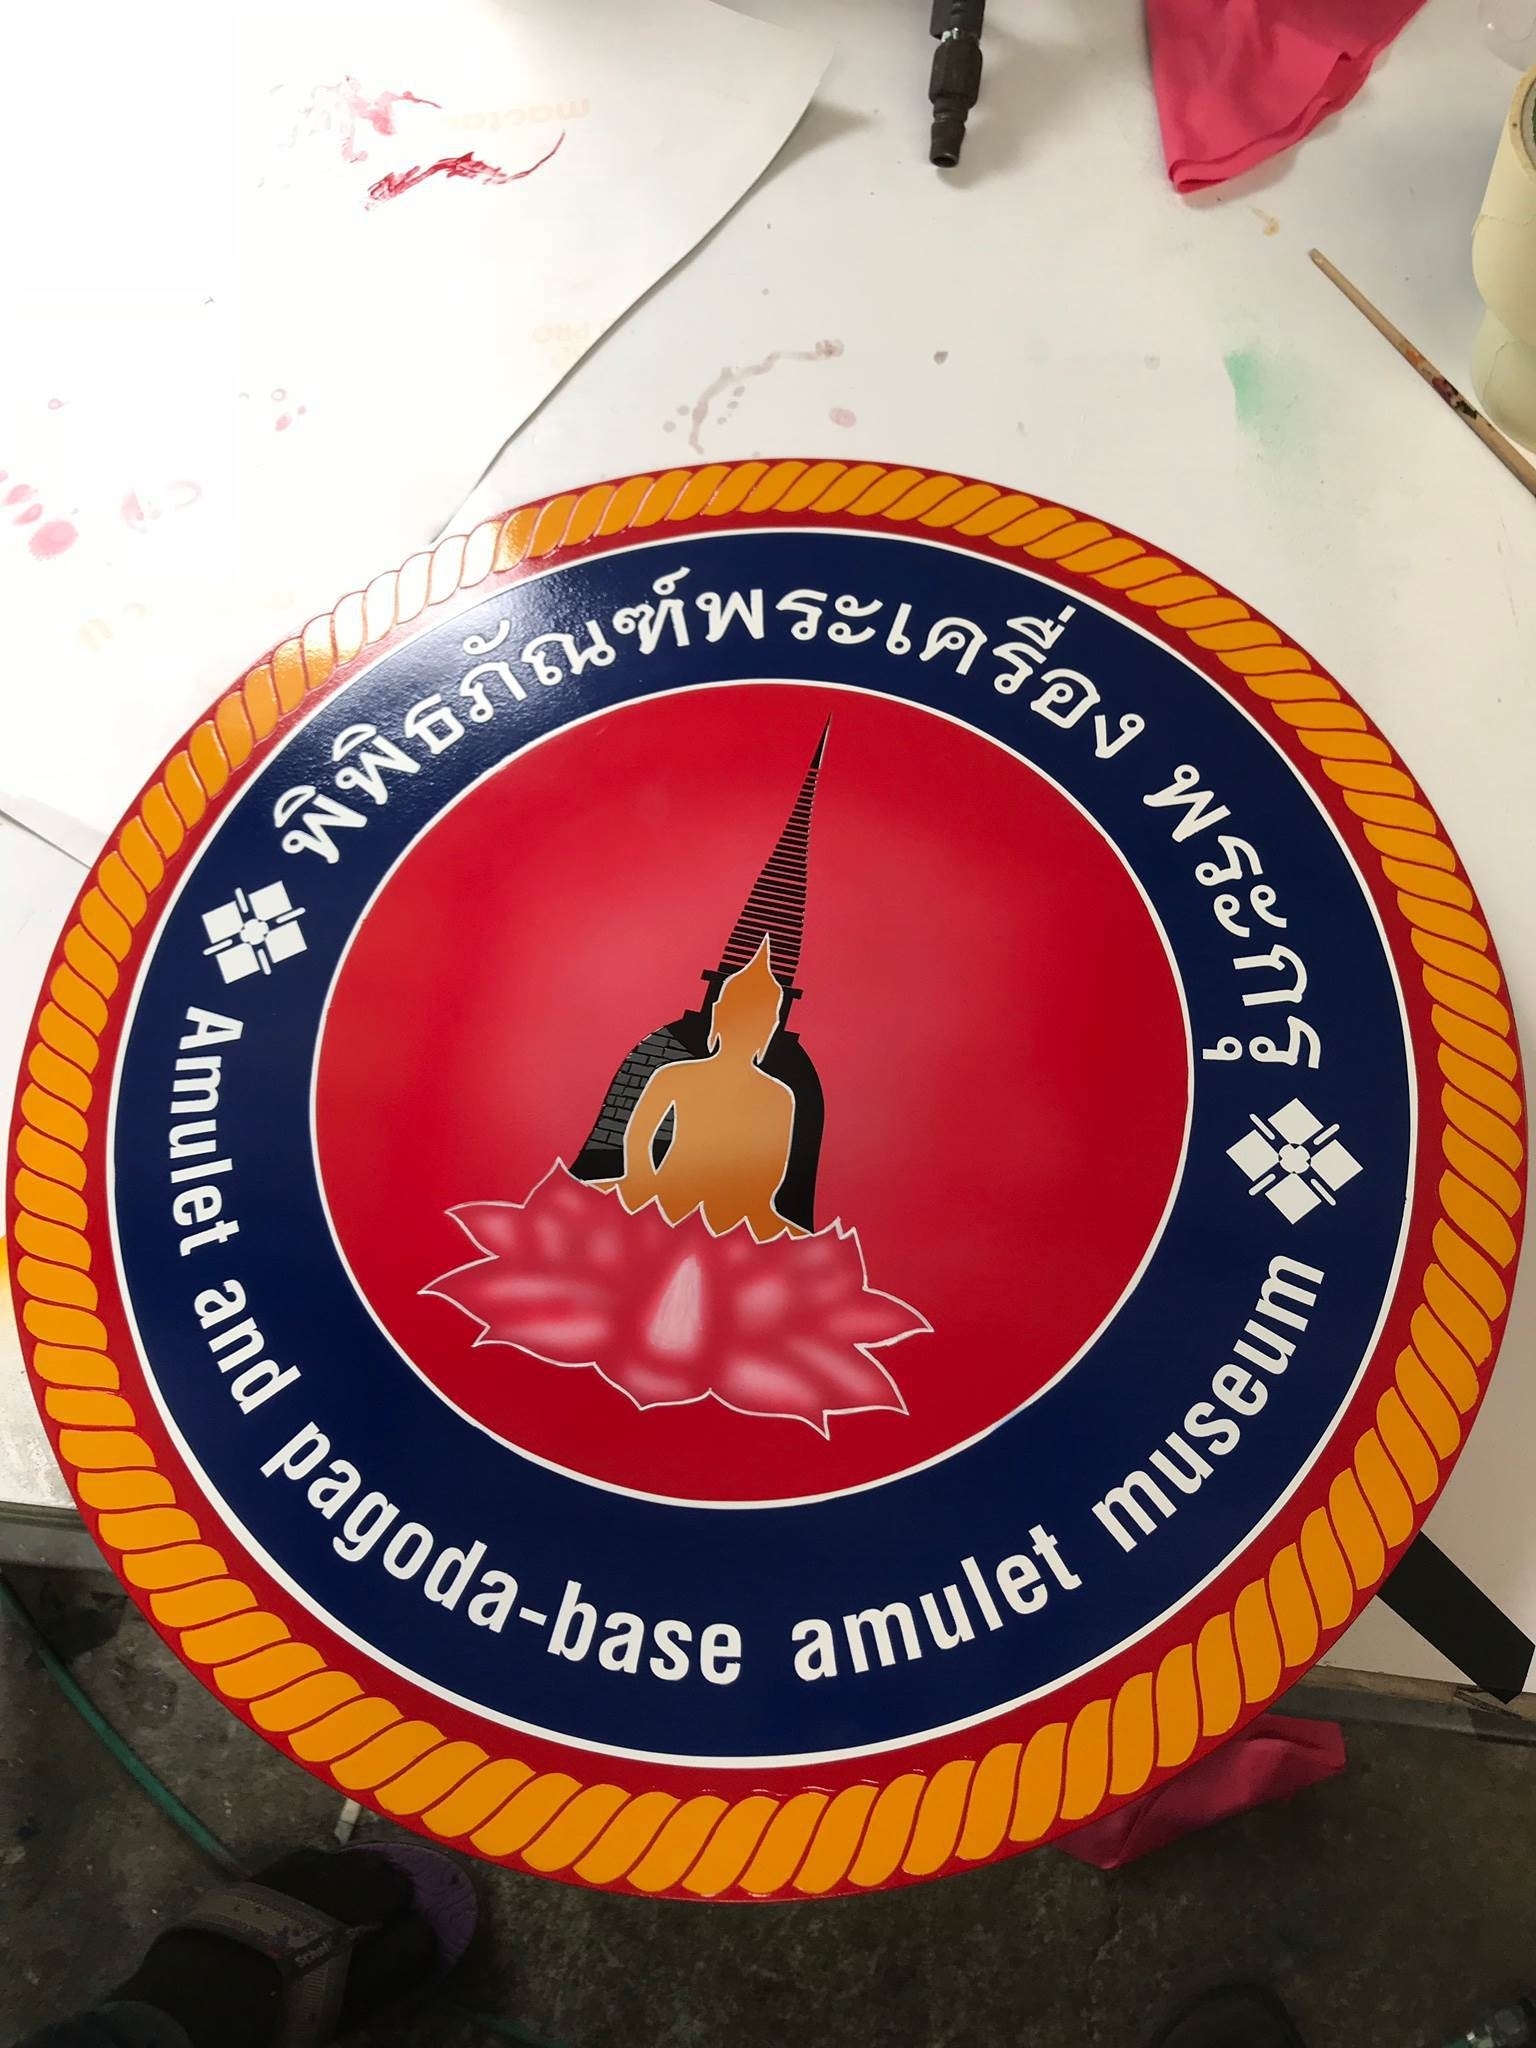 พิพิธภัณฑ์พระเครื่อง พระกรุ
Amulet and pagoda-base amulet museum